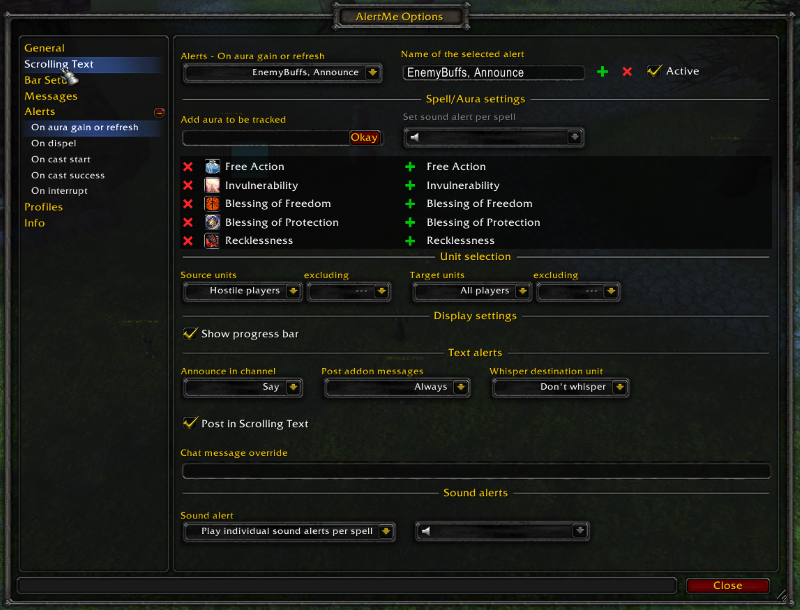 AlertMe Options
General
Scrolling Text
Bar Setu
Messages
Alerts
On aura gain or refresh
On dispel
On cast start
On cast success
On interrupt
Profiles
Info
Alerts - On aura gain or refresh
Name of the selected alert
EnemyBuffs, Announce
EnemyBuffs, Announce
Active
Spell/Aura settings
Add aura to be tracked
Set sound alert per spell
Okay
Free Action Free Action
Invulnerability Invulnerability
Blessing of Freedom Blessing of Freedom
Blessing of Protection Blessing of Protection
Recklessness Recklessness
Unit selection
Source units excluding Target units excluding
Hostile players --- All players ---
Display settings
Show progress bar
Text alerts
Announce in channel Post addon messages Whisper destination unit
Say Always Don't whisper
Post in Scrolling Text
Chat message override
Sound alerts
Sound alert
Play individual sound alerts per spell
Close